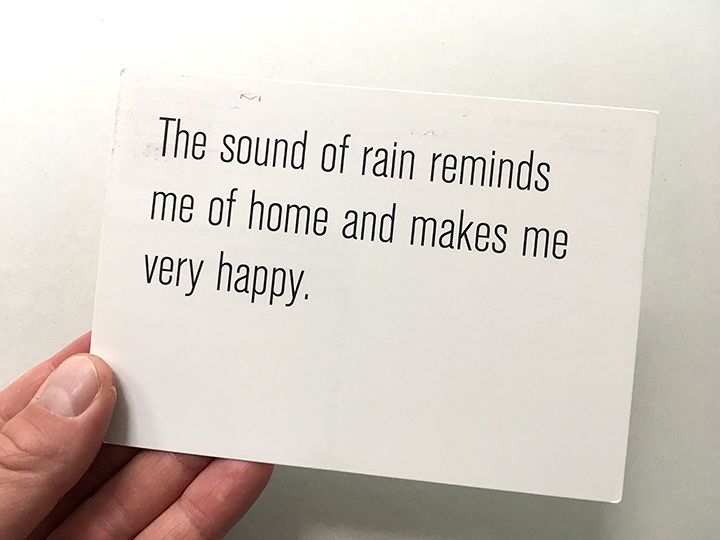 The sound of rain reminds
me of home and makes me
very happy.